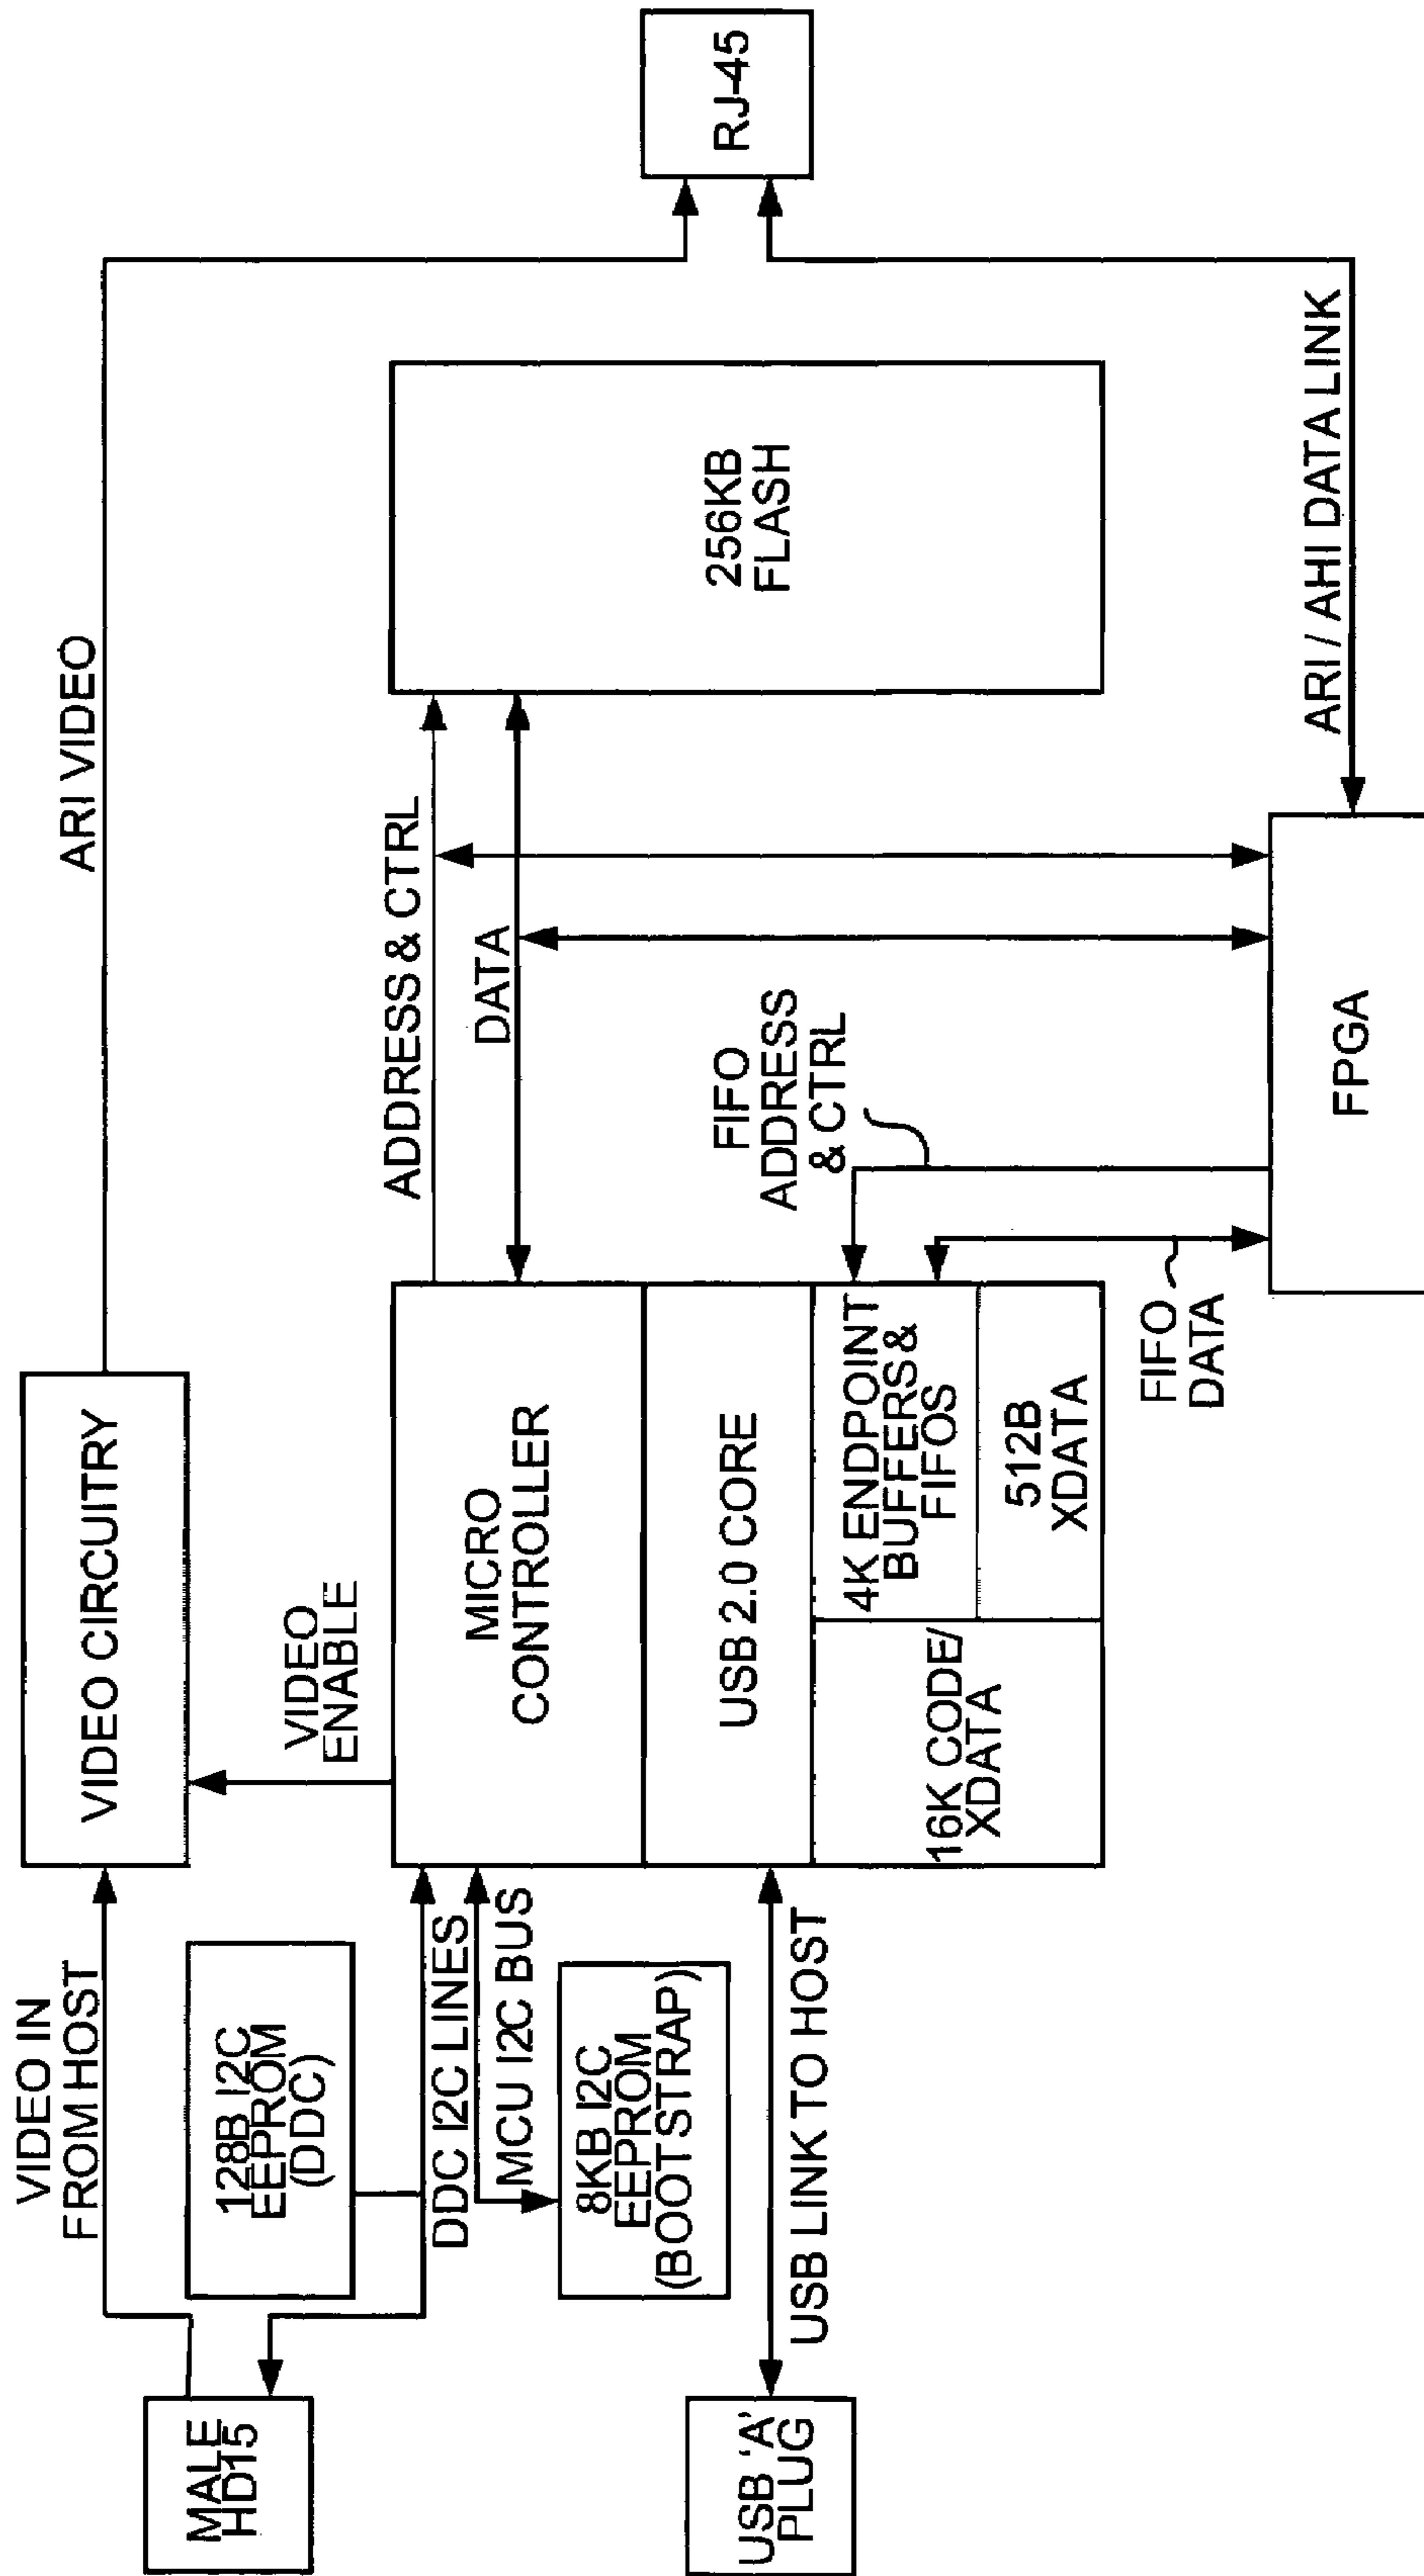 MALE
HD15
VIDEO IN
FROM HOST
VIDEO CIRCUITRY
ARI VIDEO
RJ-45
128B I2C
EEPROM
(DDC)
VIDEO
ENABLE
DDC I2C LINES
MCU I2C BUS
8KB I2C
EEPROM
(BOOTSTRAP)
MICRO
CONTROLLER
ADDRESS & CTRL
DATA
256KB
FLASH
USB 'A'
PLUG
USB LINK TO HOST
USB 2.0 CORE
16K CODE/
XDATA
4K ENDPOINT
BUFFERS &
FIFOS
512B
XDATA
FIFO
ADDRESS
& CTRL
FIFO
DATA
FPGA
ARI / AHI DATA LINK